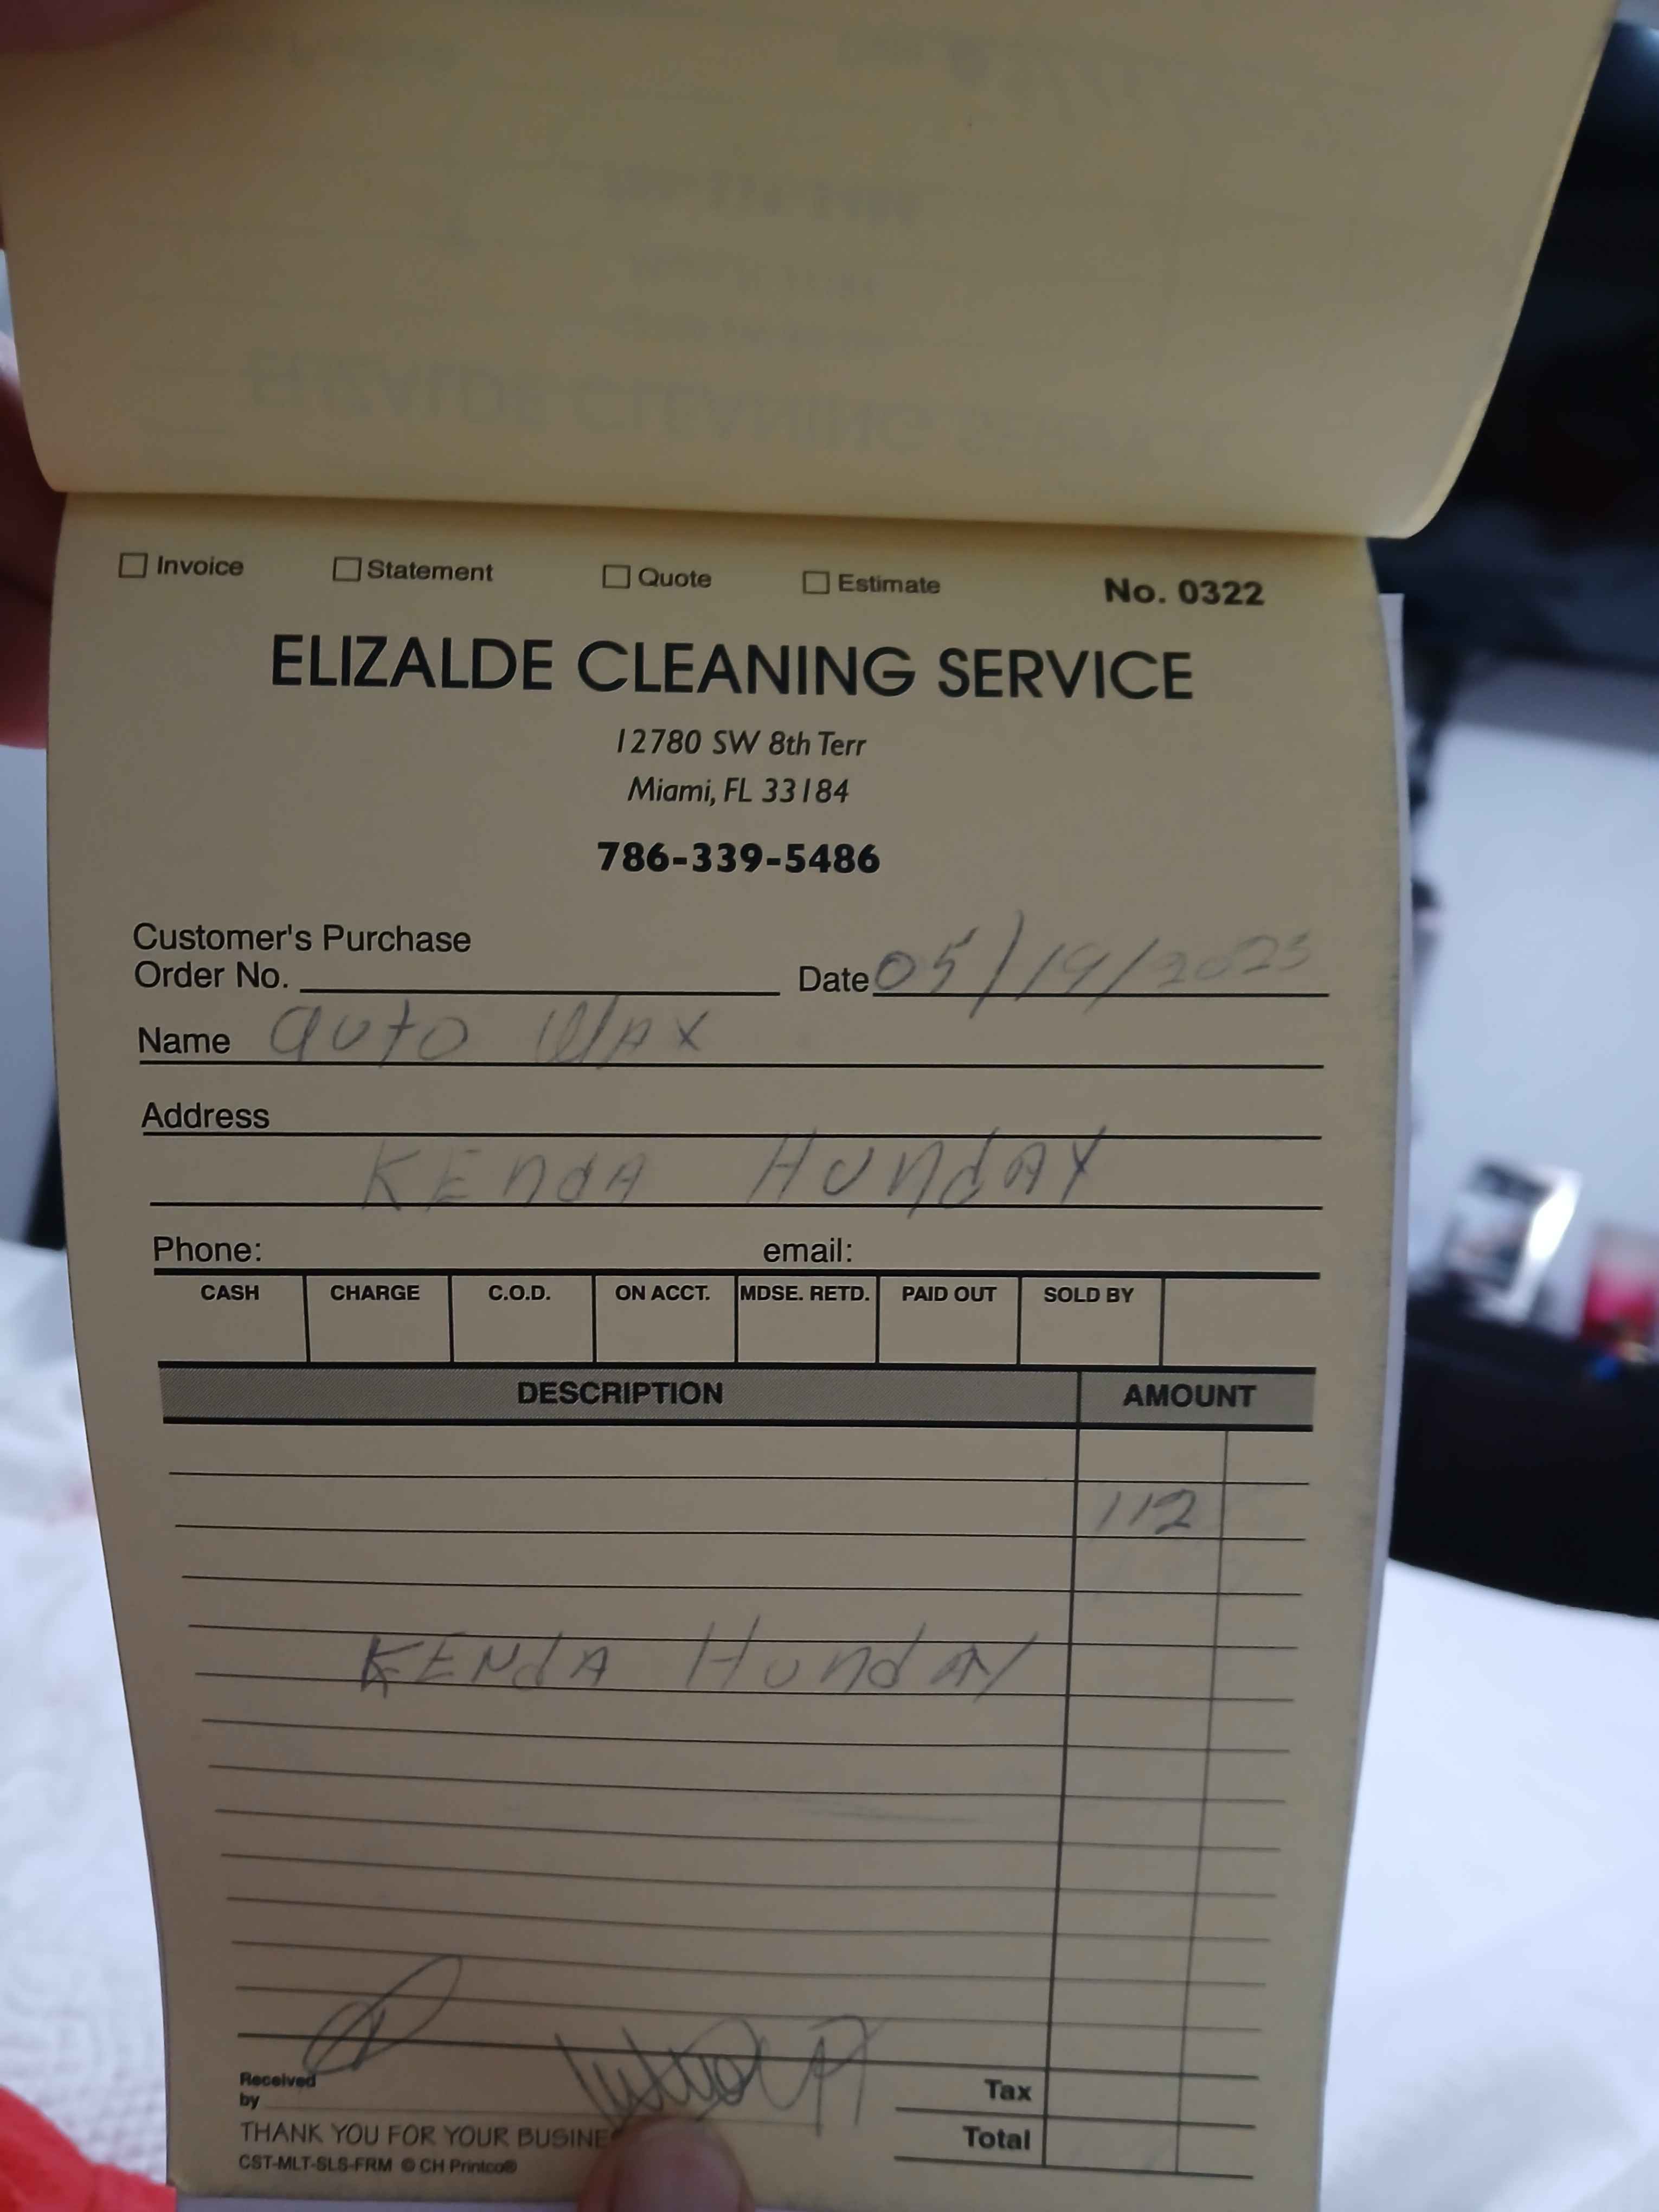 Invoice Statement Quote Estimate No. 0322
ELIZALDE CLEANING SERVICE
12780 SW 8th Terr
Miami, FL 33184
786-339-5486
Customer's Purchase
Order No. Date 05/19/2023
Name auto WAX
Address
KENdA HUNdAY
Phone: email:
CASH CHARGE C.O.D. ON ACCT. MDSE. RETD. PAID OUT SOLD BY
DESCRIPTION AMOUNT
112
KENdA HUNdAY
Received
by
Tax
THANK YOU FOR YOUR BUSINE
Total
CST-MLT-SLS-FRM © CH Printco®